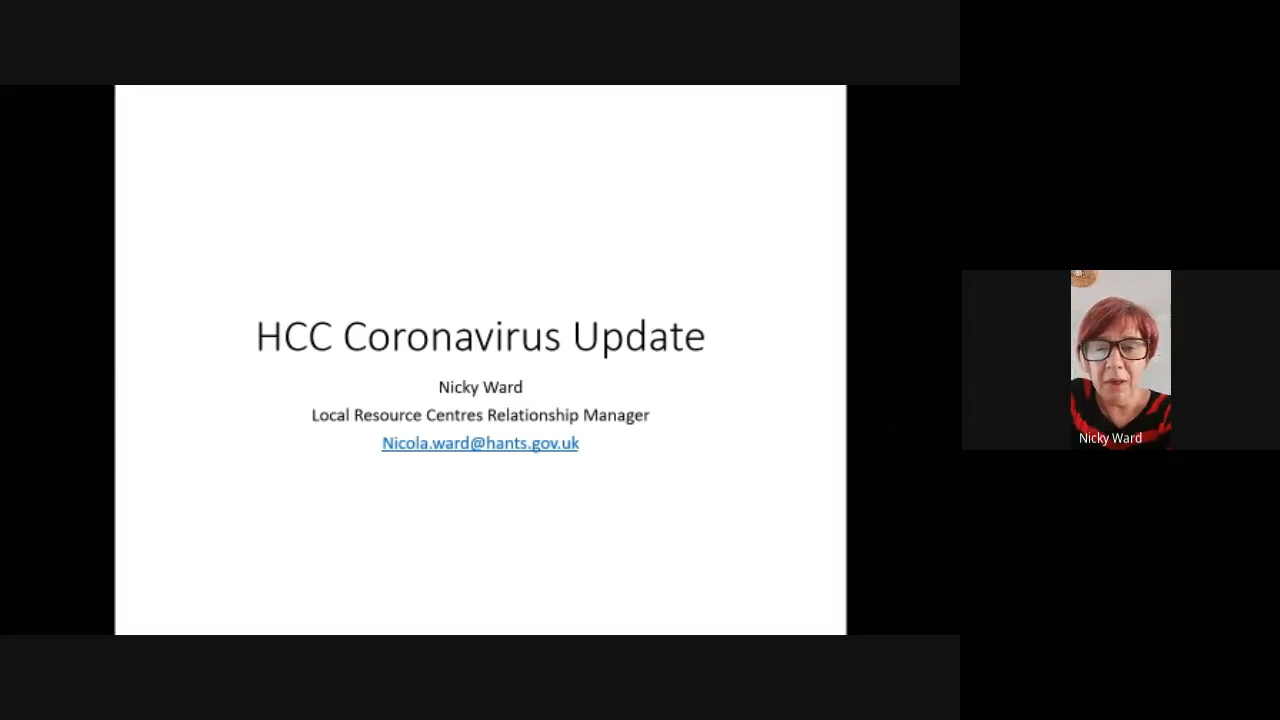 HCC Coronavirus Update
Nicky Ward
Local Resource Centres Relationship Manager
Nicola.ward@hants.gov.uk
Nicky Ward